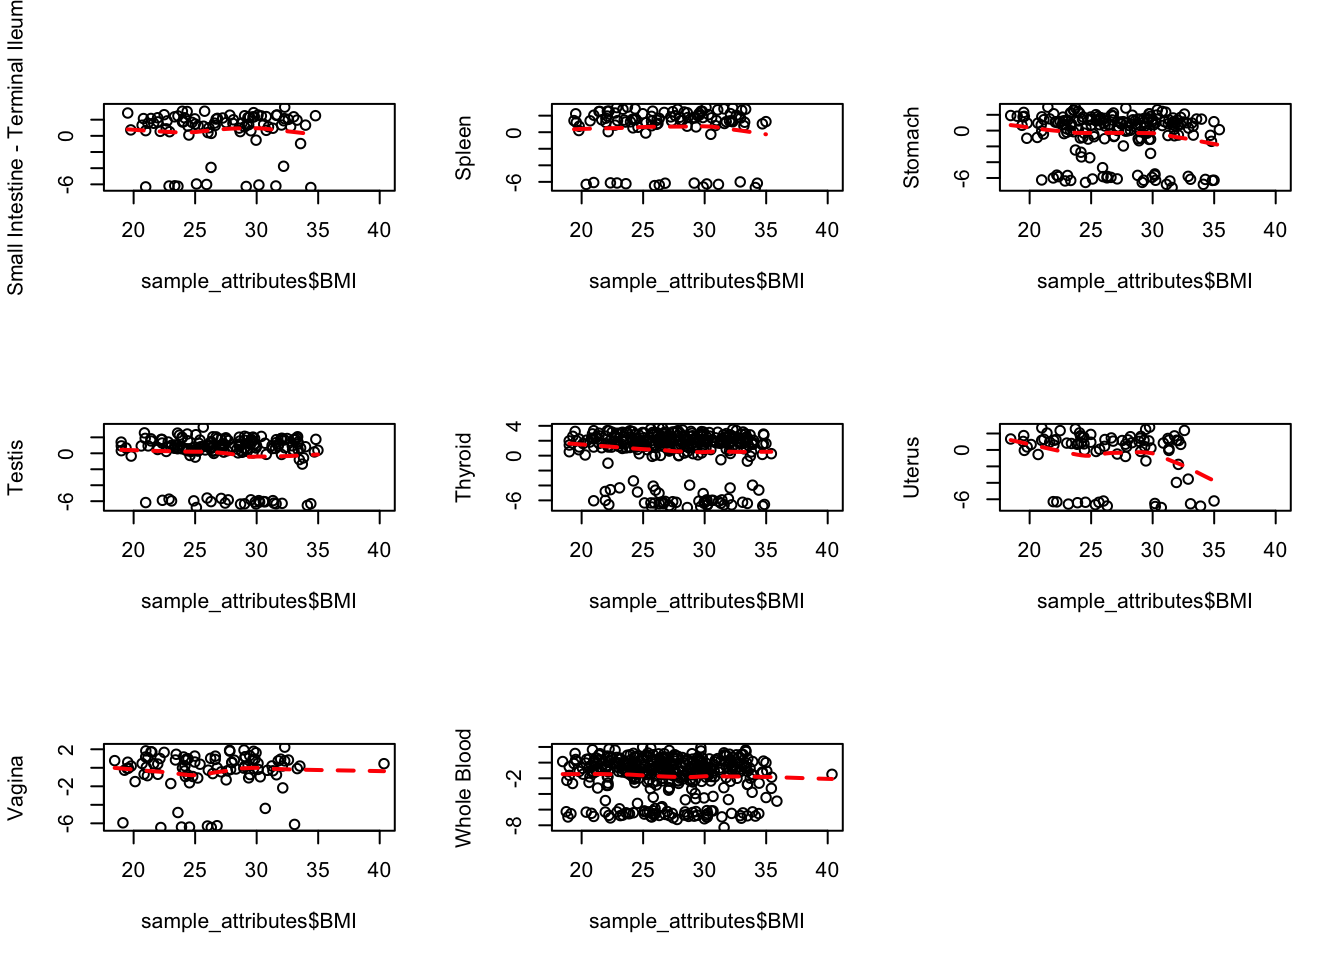 Small Intestine - Terminal Ileum
0
-6
20 25 30 35 40
sample_attributes$BMI
Spleen
0
-6
20 25 30 35 40
sample_attributes$BMI
Stomach
0
-6
20 25 30 35 40
sample_attributes$BMI
Testis
0
-6
20 25 30 35 40
sample_attributes$BMI
Thyroid
4
0
-6
20 25 30 35 40
sample_attributes$BMI
Uterus
0
-6
20 25 30 35 40
sample_attributes$BMI
Vagina
2
-2
-6
20 25 30 35 40
sample_attributes$BMI
Whole Blood
-2
-8
20 25 30 35 40
sample_attributes$BMI